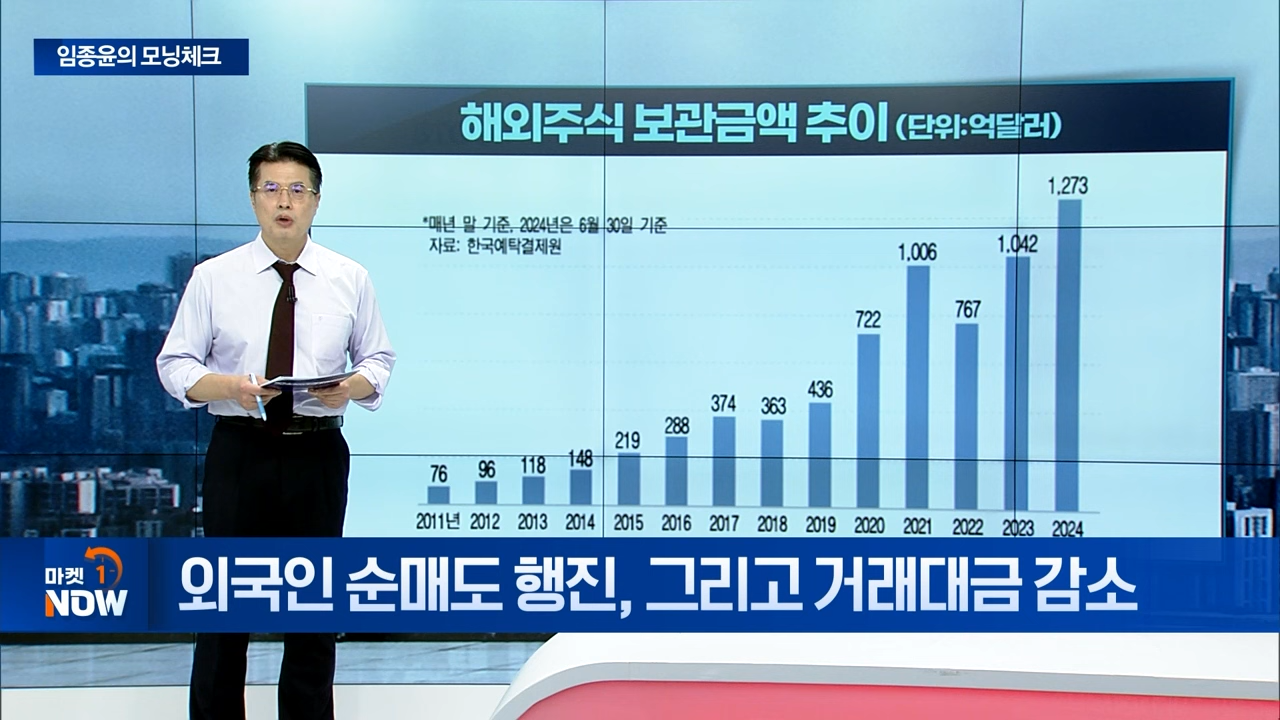 임종윤의 모닝체크
해외주식 보관금액 추이 (단위:억달러)
*매년 말 기준, 2024년은 6월 30일 기준
자료: 한국예탁결제원
76 96 118 148 219 288 374 363 436 722 1,006 767 1,042 1,273
2011년 2012 2013 2014 2015 2016 2017 2018 2019 2020 2021 2022 2023 2024
마켓 1
NOW
외국인 순매도 행진, 그리고 거래대금 감소